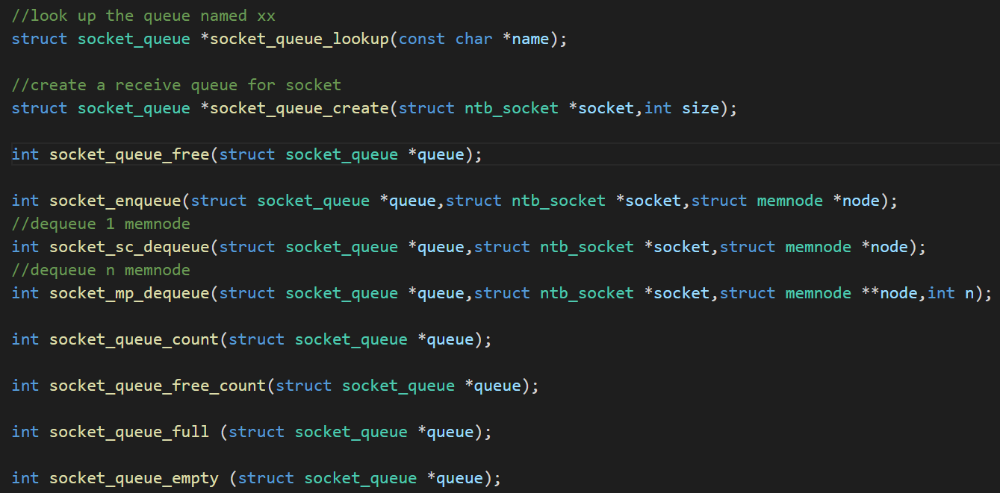 //look up the queue named xx
struct socket_queue *socket_queue_lookup(const char *name);
//create a receive queue for socket
struct socket_queue *socket_queue_create(struct ntb_socket *socket,int size);
int socket_queue_free(struct socket_queue *queue);
int socket_enqueue(struct socket_queue *queue,struct ntb_socket *socket,struct memnode *node);
//dequeue 1 memnode
int socket_sc_dequeue(struct socket_queue *queue,struct ntb_socket *socket,struct memnode *node);
//dequeue n memnode
int socket_mp_dequeue(struct socket_queue *queue,struct ntb_socket *socket,struct memnode **node,int n);
int socket_queue_count(struct socket_queue *queue);
int socket_queue_free_count(struct socket_queue *queue);
int socket_queue_full (struct socket_queue *queue);
int socket_queue_empty (struct socket_queue *queue);